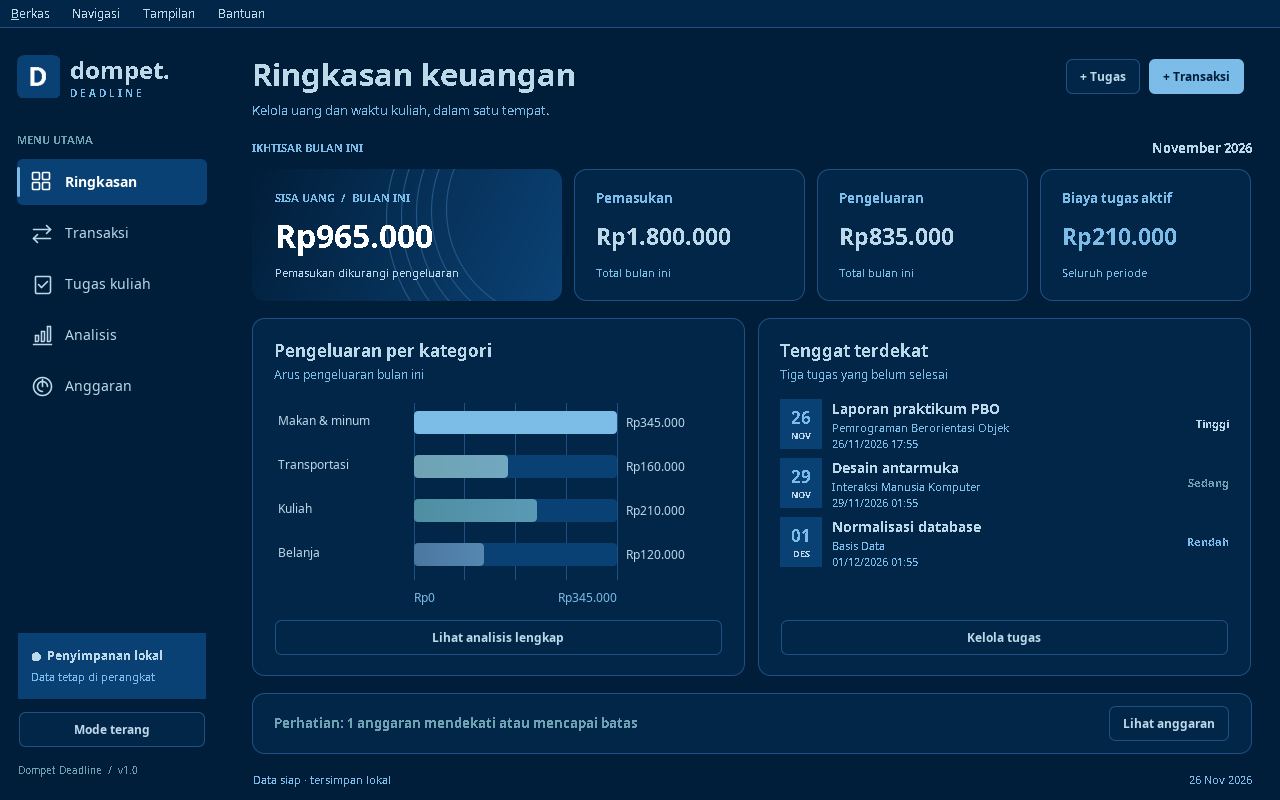 Berkas Navigasi Tampilan Bantuan
D dompet.
DEADLINE
MENU UTAMA
Ringkasan
Transaksi
Tugas kuliah
Analisis
Anggaran
Penyimpanan lokal
Data tetap di perangkat
Mode terang
Dompet Deadline / v1.0
Ringkasan keuangan
Kelola uang dan waktu kuliah, dalam satu tempat.
+ Tugas
+ Transaksi
IKHTISAR BULAN INI
November 2026
SISA UANG / BULAN INI
Rp965.000
Pemasukan dikurangi pengeluaran
Pemasukan
Rp1.800.000
Total bulan ini
Pengeluaran
Rp835.000
Total bulan ini
Biaya tugas aktif
Rp210.000
Seluruh periode
Pengeluaran per kategori
Arus pengeluaran bulan ini
Makan & minum Rp345.000
Transportasi Rp160.000
Kuliah Rp210.000
Belanja Rp120.000
Rp0 Rp345.000
Lihat analisis lengkap
Tenggat terdekat
Tiga tugas yang belum selesai
26 NOV
Laporan praktikum PBO
Pemrograman Berorientasi Objek
26/11/2026 17:55
Tinggi
29 NOV
Desain antarmuka
Interaksi Manusia Komputer
29/11/2026 01:55
Sedang
01 DES
Normalisasi database
Basis Data
01/12/2026 01:55
Rendah
Kelola tugas
Perhatian: 1 anggaran mendekati atau mencapai batas
Lihat anggaran
Data siap · tersimpan lokal
26 Nov 2026